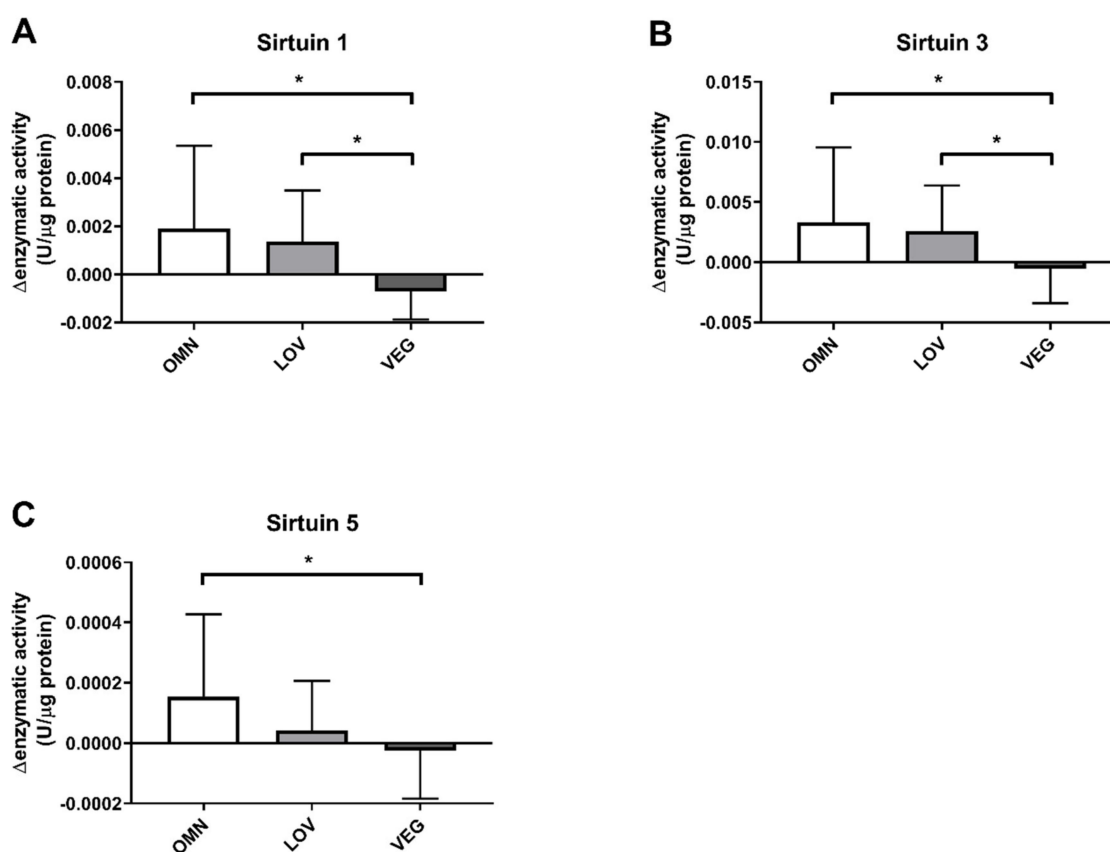 A
Sirtuin 1
Δenzymatic activity
(U/μg protein)
0.008
0.006
0.004
0.002
0.000
-0.002
*
*
OMN
LOV
VEG
B
Sirtuin 3
Δenzymatic activity
(U/μg protein)
0.015
0.010
0.005
0.000
-0.005
*
*
OMN
LOV
VEG
C
Sirtuin 5
Δenzymatic activity
(U/μg protein)
0.0006
0.0004
0.0002
0.0000
-0.0002
*
OMN
LOV
VEG